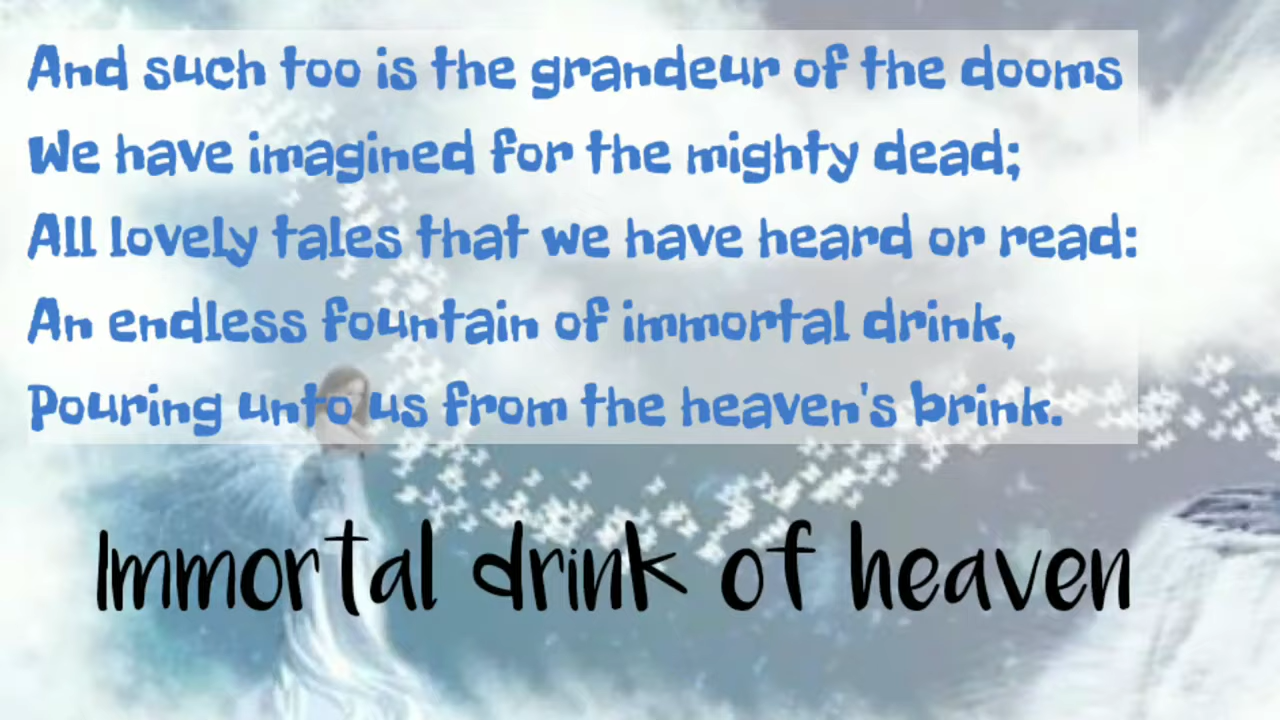 And such too is the grandeur of the dooms
We have imagined for the mighty dead;
All lovely tales that we have heard or read:
An endless fountain of immortal drink,
Pouring unto us from the heaven's brink.
Immortal drink of heaven